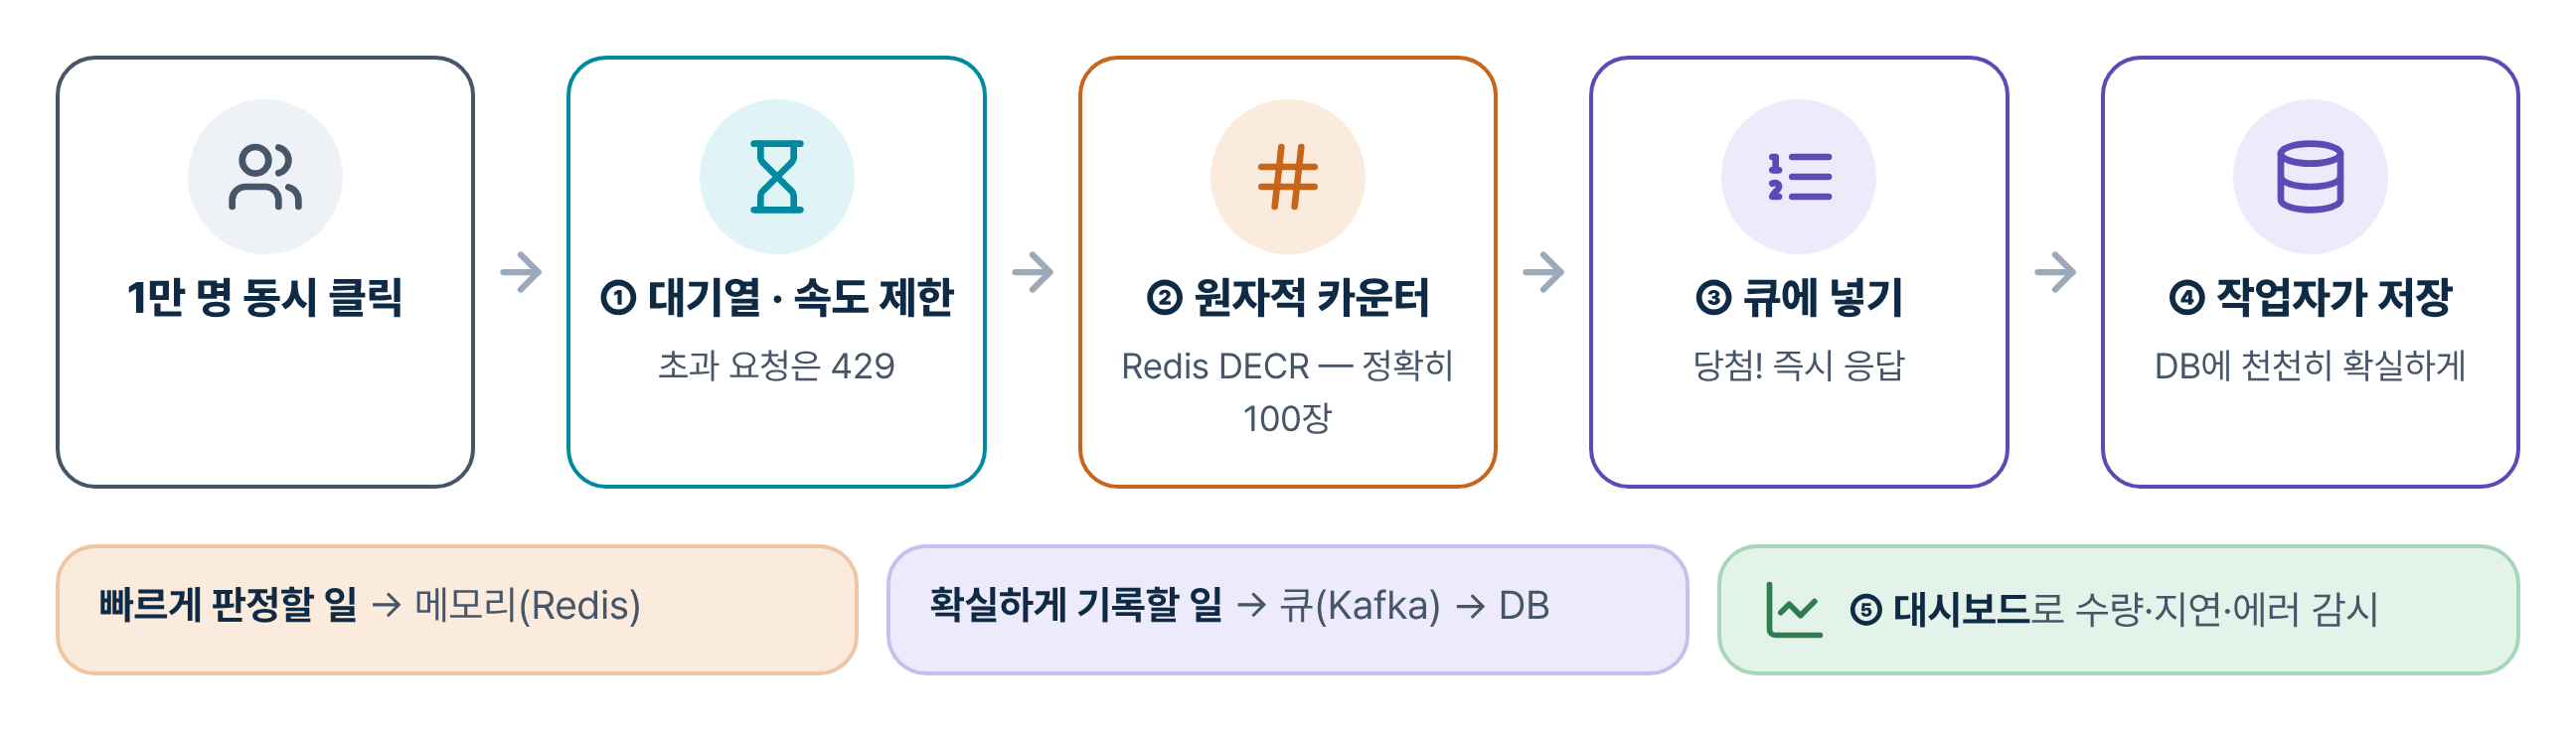 1만 명 동시 클릭
① 대기열 · 속도 제한
초과 요청은 429
② 원자적 카운터
Redis DECR — 정확히
100장
③ 큐에 넣기
당첨! 즉시 응답
④ 작업자가 저장
DB에 천천히 확실하게
빠르게 판정할 일 → 메모리(Redis)
확실하게 기록할 일 → 큐(Kafka) → DB
⑤ 대시보드로 수량·지연·에러 감시